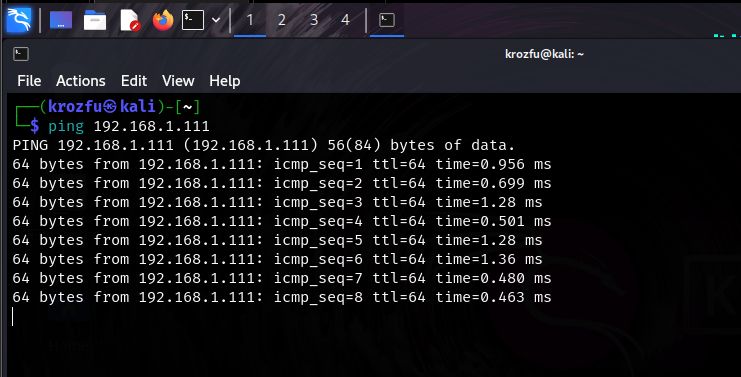 1 2 3 4
krozfu@kali: ~
File Actions Edit View Help
┌──(krozfu㉿kali)-[~]
└─$ ping 192.168.1.111
PING 192.168.1.111 (192.168.1.111) 56(84) bytes of data.
64 bytes from 192.168.1.111: icmp_seq=1 ttl=64 time=0.956 ms
64 bytes from 192.168.1.111: icmp_seq=2 ttl=64 time=0.699 ms
64 bytes from 192.168.1.111: icmp_seq=3 ttl=64 time=1.28 ms
64 bytes from 192.168.1.111: icmp_seq=4 ttl=64 time=0.501 ms
64 bytes from 192.168.1.111: icmp_seq=5 ttl=64 time=1.28 ms
64 bytes from 192.168.1.111: icmp_seq=6 ttl=64 time=1.36 ms
64 bytes from 192.168.1.111: icmp_seq=7 ttl=64 time=0.480 ms
64 bytes from 192.168.1.111: icmp_seq=8 ttl=64 time=0.463 ms